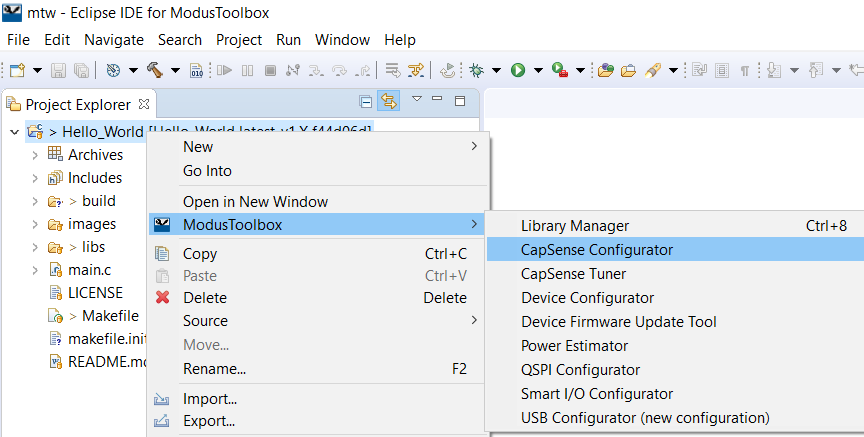 mtw - Eclipse IDE for ModusToolbox
File Edit Navigate Search Project Run Window Help
Project Explorer
> Hello_World [Hello_World latest-v1.X f44d06d]
Archives
Includes
> build
images
> libs
main.c
LICENSE
> Makefile
makefile.init
README.md
New
Go Into
Open in New Window
ModusToolbox
Copy Ctrl+C
Paste Ctrl+V
Delete Delete
Source
Move...
Rename... F2
Import...
Export...
Library Manager Ctrl+8
CapSense Configurator
CapSense Tuner
Device Configurator
Device Firmware Update Tool
Power Estimator
QSPI Configurator
Smart I/O Configurator
USB Configurator (new configuration)